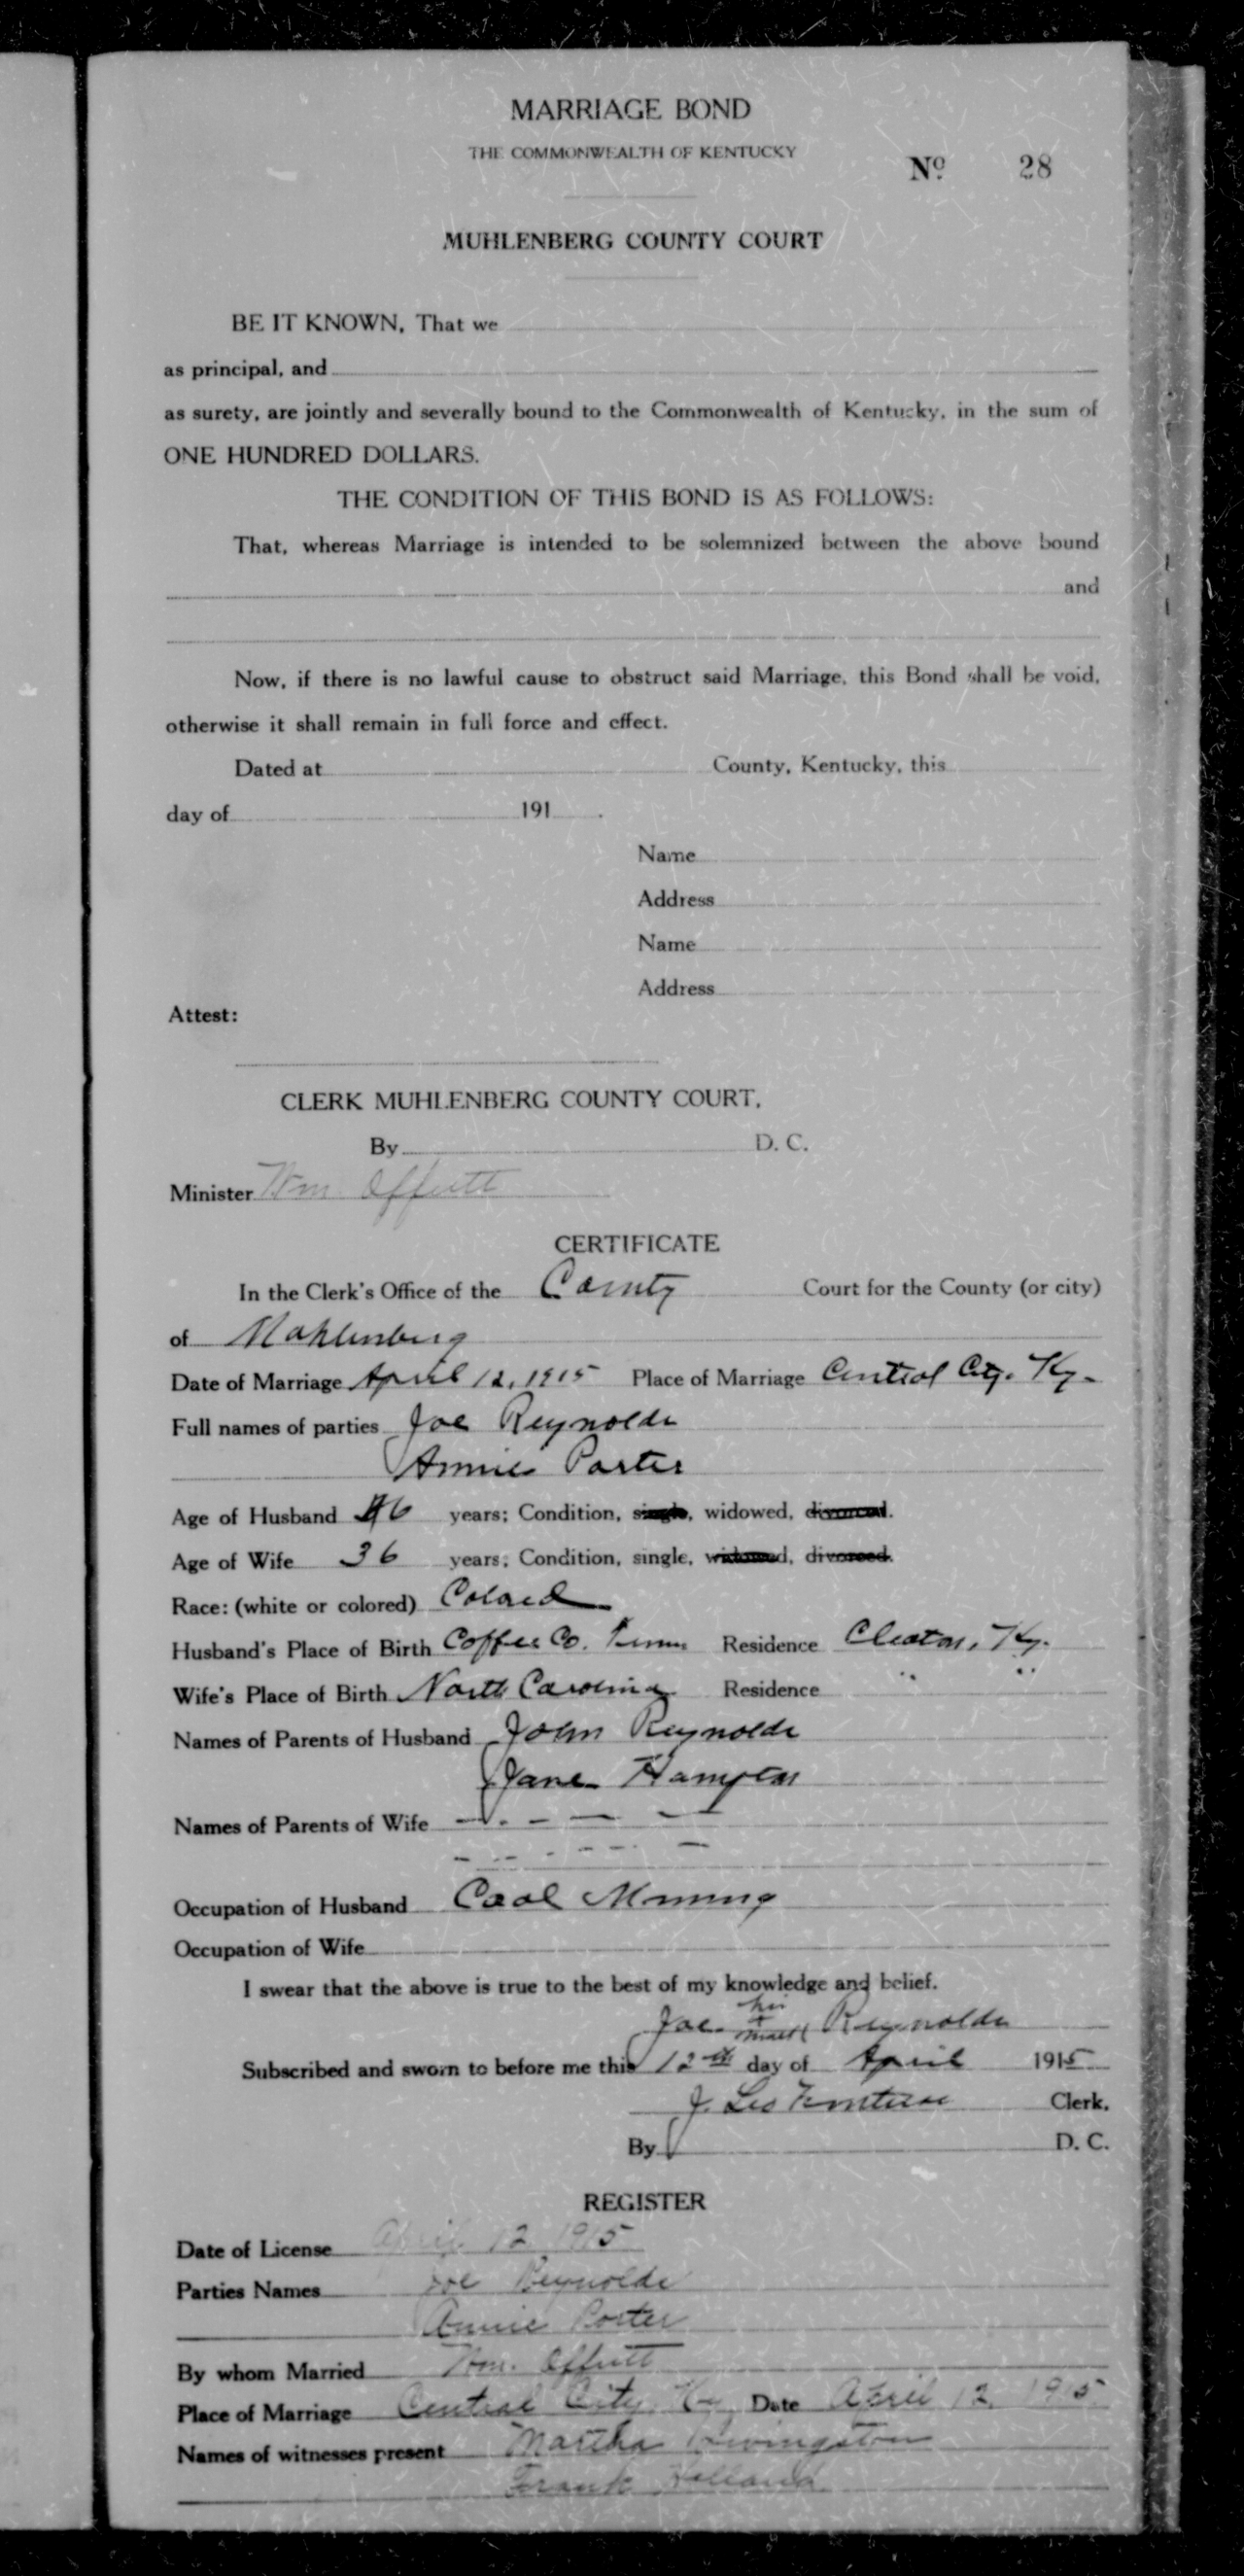 MARRIAGE BOND
THE COMMONWEALTH OF KENTUCKY
Nº 28
MUHLENBERG COUNTY COURT
BE IT KNOWN, That we
as principal, and
as surety, are jointly and severally bound to the Commonwealth of Kentucky, in the sum of
ONE HUNDRED DOLLARS.
THE CONDITION OF THIS BOND IS AS FOLLOWS:
That, whereas Marriage is intended to be solemnized between the above bound
and
Now, if there is no lawful cause to obstruct said Marriage, this Bond shall be void,
otherwise it shall remain in full force and effect.
Dated at County, Kentucky, this
day of 191 .
Name
Address
Name
Address
Attest:
CLERK MUHLENBERG COUNTY COURT.
By D. C.
Minister Wm. Offutt
CERTIFICATE
In the Clerk's Office of the County Court for the County (or city)
of Muhlenberg
Date of Marriage April 12, 1915 Place of Marriage Central City, Ky.
Full names of parties Joe Reynolds
Annie Porter
Age of Husband 46 years; Condition, single, widowed, divorced.
Age of Wife 36 years; Condition, single, widowed, divorced.
Race: (white or colored) Colored
Husband's Place of Birth Coffee Co. Tenn Residence Cleaton, Ky.
Wife's Place of Birth North Carolina Residence " "
Names of Parents of Husband John Reynolds
Jane Hampton
Names of Parents of Wife - - - -
- - - - -
Occupation of Husband Coal Mining
Occupation of Wife
I swear that the above is true to the best of my knowledge and belief.
Joe his + mark Reynolds
Subscribed and sworn to before me this 12th day of April 1915
J. Les Clerk.
By D. C.
REGISTER
Date of License April 12 1915
Parties Names Joe Reynolds
Annie Porter
By whom Married Wm. Offutt
Place of Marriage Central City, Ky Date April 12, 1915
Names of witnesses present Martha Livingston
Frank Holland